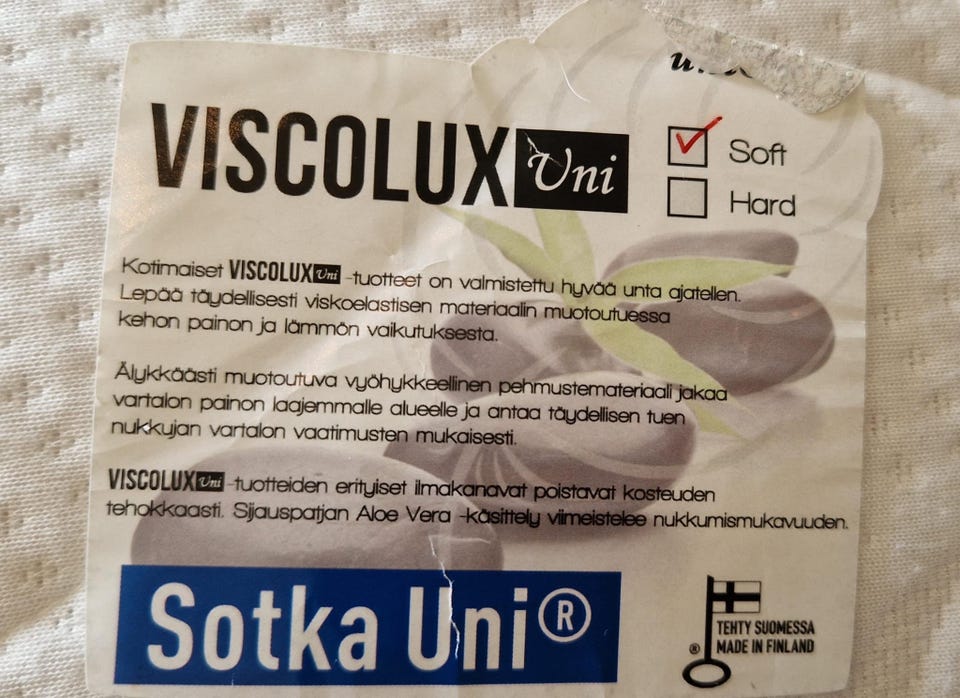 VISCOLUX Uni
Soft
Hard
Kotimaiset VISCOLUX Uni -tuotteet on valmistettu hyvää unta ajatellen.
Lepää täydellisesti viskoelastisen materiaalin muotoutuessa
kehon painon ja lämmön vaikutuksesta.
Älykkäästi muotoutuva vyöhykkeellinen pehmustemateriaali jakaa
vartalon painon laajemmalle alueelle ja antaa täydellisen tuen
nukkujan vartalon vaatimusten mukaisesti.
VISCOLUX Uni -tuotteiden erityiset ilmakanavat poistavat kosteuden
tehokkaasti. Sijauspatjan Aloe Vera -käsittely viimeistelee nukkumismukavuuden.
Sotka Uni®
TEHTY SUOMESSA
® MADE IN FINLAND